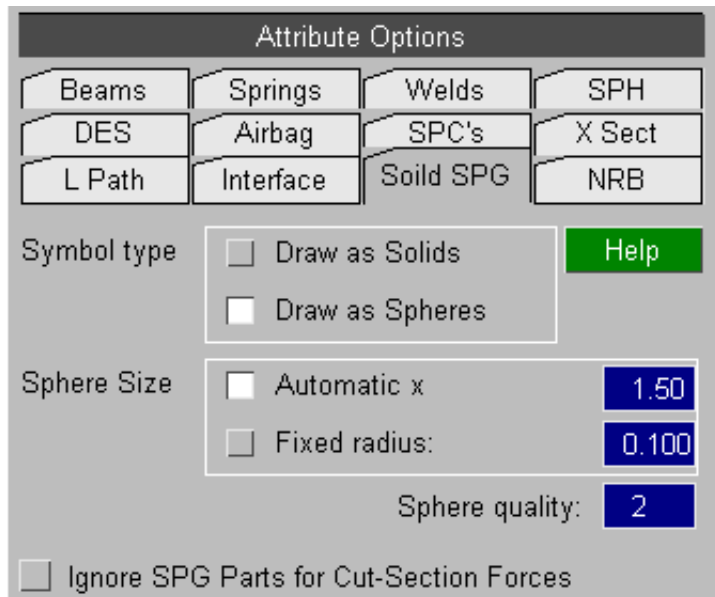 Attribute Options
Beams Springs Welds SPH
DES Airbag SPC's X Sect
L Path Interface Soild SPG NRB
Symbol type Draw as Solids Help
Draw as Spheres
Sphere Size Automatic x 1.50
Fixed radius: 0.100
Sphere quality: 2
Ignore SPG Parts for Cut-Section Forces